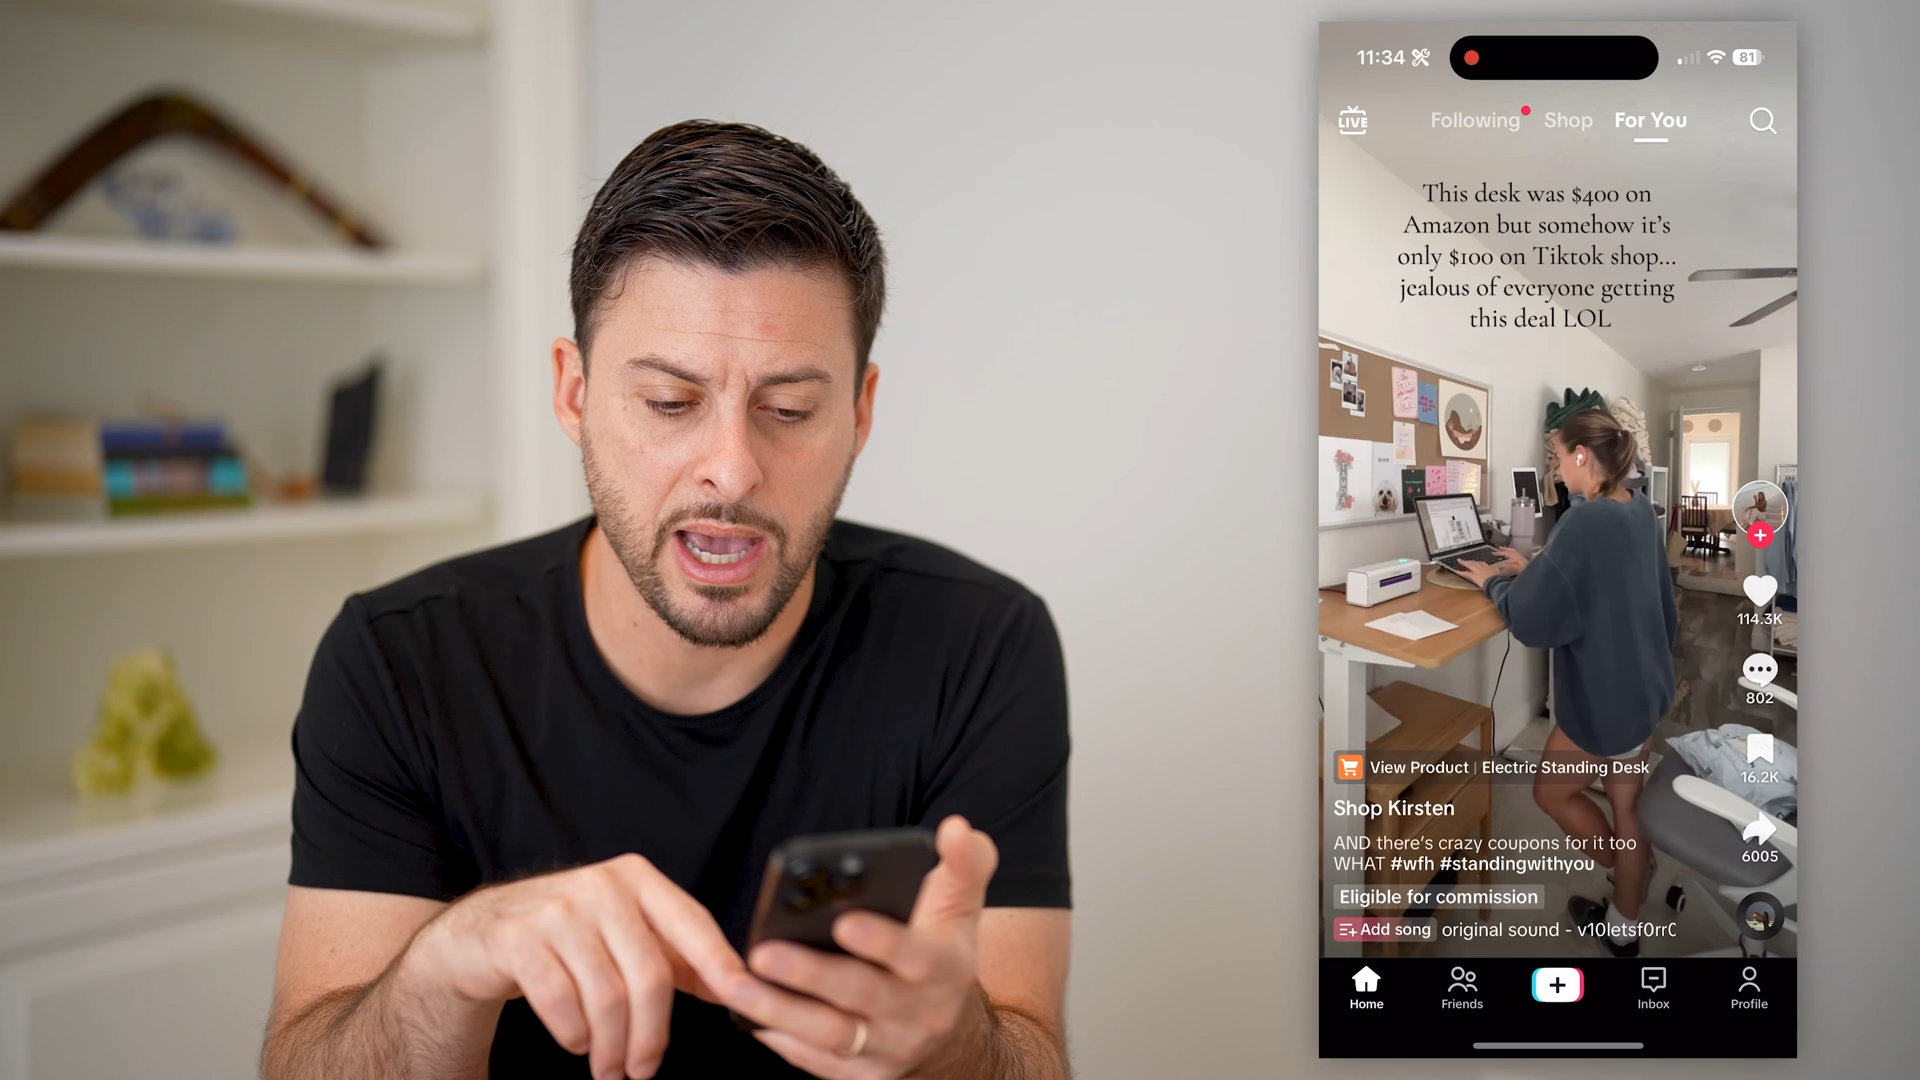 11:34
81
LIVE
Following Shop For You
This desk was $400 on
Amazon but somehow it's
only $100 on Tiktok shop...
jealous of everyone getting
this deal LOL
114.3K
802
16.2K
6005
View Product | Electric Standing Desk
Shop Kirsten
AND there's crazy coupons for it too
WHAT #wfh #standingwithyou
Eligible for commission
Add song original sound - v10letsf0rr
Home Friends Inbox Profile